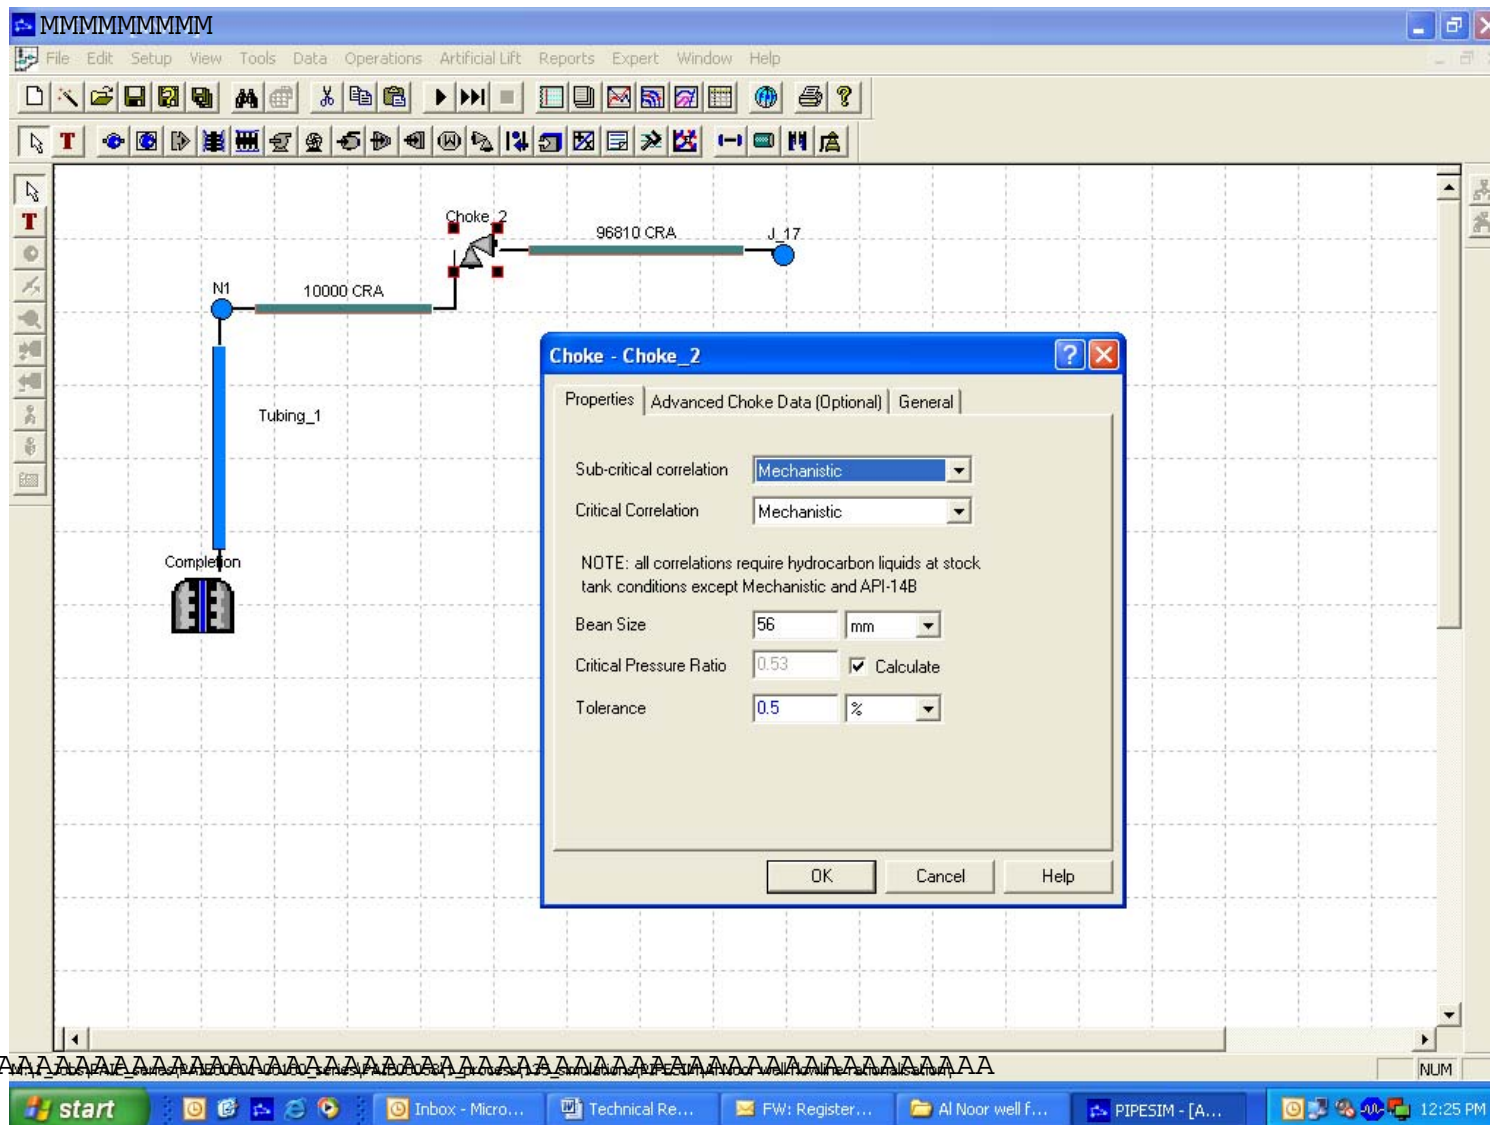 MMMMMMMMM
File Edit Setup View Tools Data Operations Artificial Lift Reports Expert Window Help
T
T
Choke_2
96810 CRA
J_17
N1
10000 CRA
Tubing_1
Completion
Choke - Choke_2
Properties Advanced Choke Data (Optional) General
Sub-critical correlation Mechanistic
Critical Correlation Mechanistic
NOTE: all correlations require hydrocarbon liquids at stock
tank conditions except Mechanistic and API-14B
Bean Size 56 mm
Critical Pressure Ratio 0.53 Calculate
Tolerance 0.5 %
OK Cancel Help
NUM
start Inbox - Micro... Technical Re... FW: Register... Al Noor well f... PIPESIM - [A... 12:25 PM